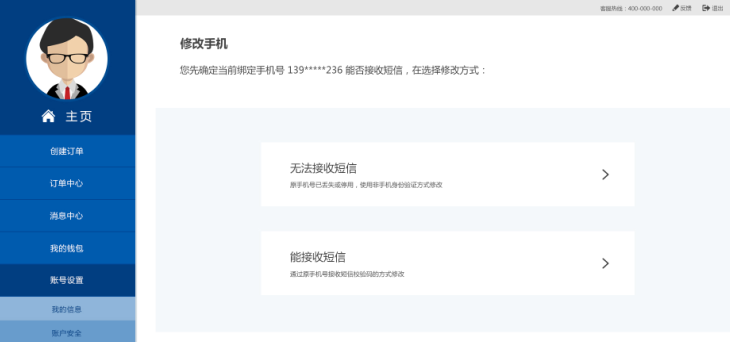 客服热线：400-000-000 反馈 退出
主页
创建订单
订单中心
消息中心
我的钱包
账号设置
我的信息
账户安全
修改手机
您先确定当前绑定手机号 139*****236 能否接收短信，在选择修改方式：
无法接收短信
原手机号已丢失或停用，使用非手机身份验证方式修改
能接收短信
通过原手机号接收短信校验码的方式修改